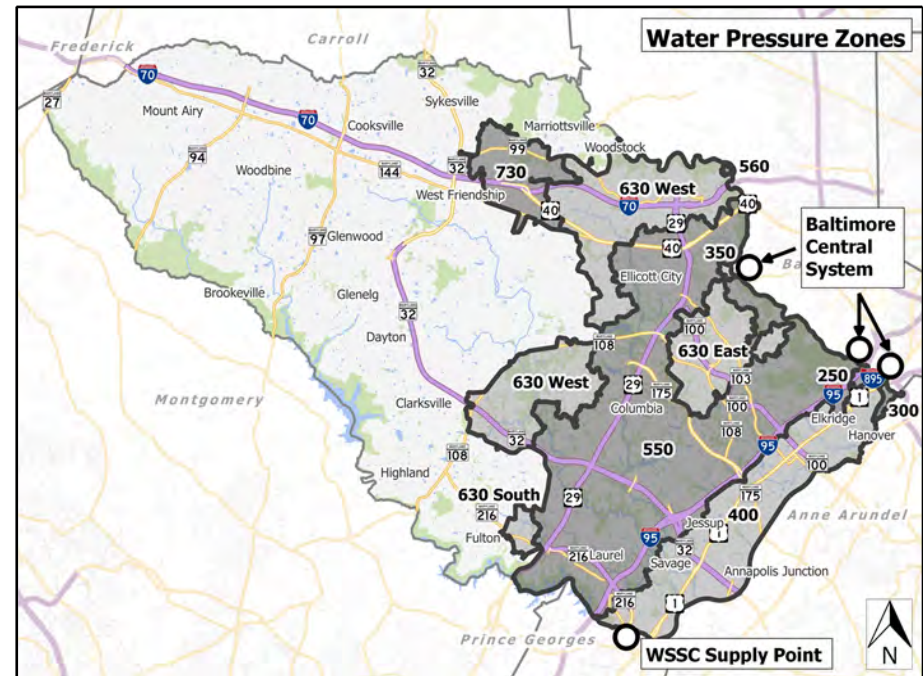 Water Pressure Zones
Frederick
Carroll
70
27
32
Mount Airy
Sykesville
70
Cooksville
Marriottsville
99
Woodstock
94
Woodbine
144
32
730
560
West Friendship
630 West
70
40
29
40
Baltimore
Central
System
97
Glenwood
40
350
Ba
Ellicott City
Brookeville
Glenelg
32
Dayton
108
100
630 East
630 West
250
895
29
175
103
95
1
300
Clarksville
Columbia
100
Elkridge
Montgomery
32
108
Hanover
108
550
95
100
Highland
630 South
29
175
400
Anne Arundel
216
Jessup
1
Fulton
95
32
216
Laurel
Savage
Annapolis Junction
216
1
Prince Georges
WSSC Supply Point
N